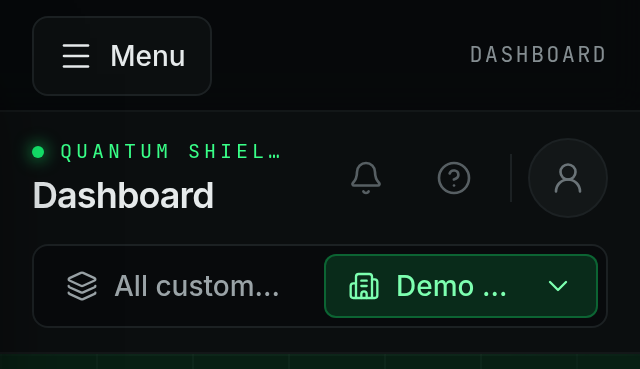 Menu
DASHBOARD
QUANTUM SHIEL…
Dashboard
All custom...
Demo ...